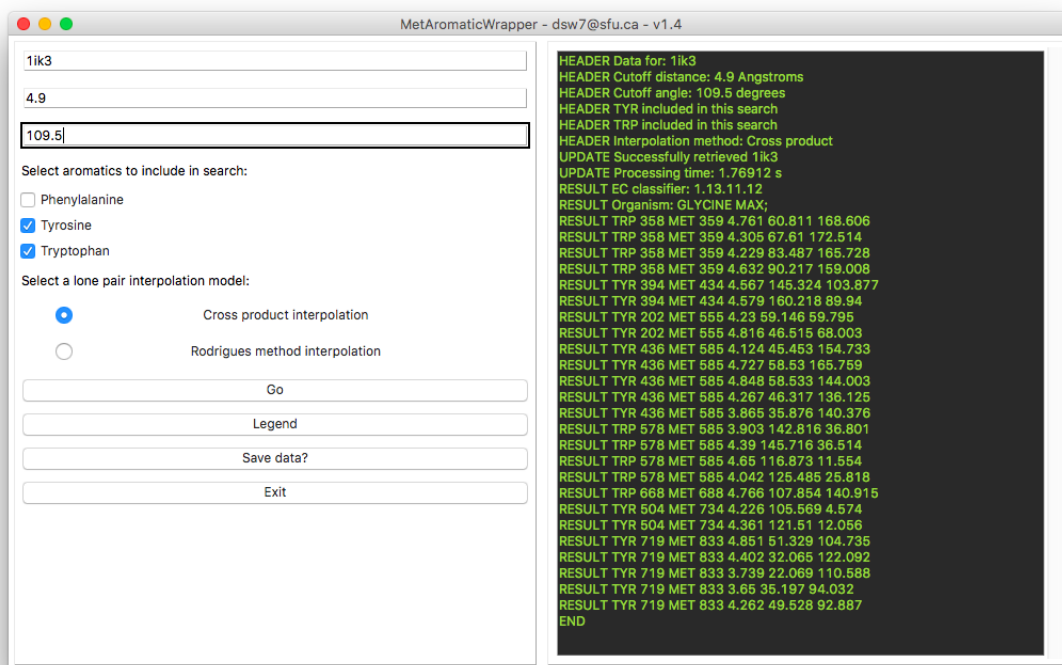 MetAromaticWrapper - dsw7@sfu.ca - v1.4
1ik3
4.9
109.5
Select aromatics to include in search:
Phenylalanine
Tyrosine
Tryptophan
Select a lone pair interpolation model:
Cross product interpolation
Rodrigues method interpolation
Go
Legend
Save data?
Exit
HEADER Data for: 1ik3
HEADER Cutoff distance: 4.9 Angstroms
HEADER Cutoff angle: 109.5 degrees
HEADER TYR included in this search
HEADER TRP included in this search
HEADER Interpolation method: Cross product
UPDATE Successfully retrieved 1ik3
UPDATE Processing time: 1.76912 s
RESULT EC classifier: 1.13.11.12
RESULT Organism: GLYCINE MAX;
RESULT TRP 358 MET 359 4.761 60.811 168.606
RESULT TRP 358 MET 359 4.305 67.61 172.514
RESULT TRP 358 MET 359 4.229 83.487 165.728
RESULT TRP 358 MET 359 4.632 90.217 159.008
RESULT TYR 394 MET 434 4.567 145.324 103.877
RESULT TYR 394 MET 434 4.579 160.218 89.94
RESULT TYR 202 MET 555 4.23 59.146 59.795
RESULT TYR 202 MET 555 4.816 46.515 68.003
RESULT TYR 436 MET 585 4.124 45.453 154.733
RESULT TYR 436 MET 585 4.727 58.53 165.759
RESULT TYR 436 MET 585 4.848 58.533 144.003
RESULT TYR 436 MET 585 4.267 46.317 136.125
RESULT TYR 436 MET 585 3.865 35.876 140.376
RESULT TRP 578 MET 585 3.903 142.816 36.801
RESULT TRP 578 MET 585 4.39 145.716 36.514
RESULT TRP 578 MET 585 4.65 116.873 11.554
RESULT TRP 578 MET 585 4.042 125.485 25.818
RESULT TRP 668 MET 688 4.766 107.854 140.915
RESULT TYR 504 MET 734 4.226 105.569 4.574
RESULT TYR 504 MET 734 4.361 121.51 12.056
RESULT TYR 719 MET 833 4.851 51.329 104.735
RESULT TYR 719 MET 833 4.402 32.065 122.092
RESULT TYR 719 MET 833 3.739 22.069 110.588
RESULT TYR 719 MET 833 3.65 35.197 94.032
RESULT TYR 719 MET 833 4.262 49.528 92.887
END